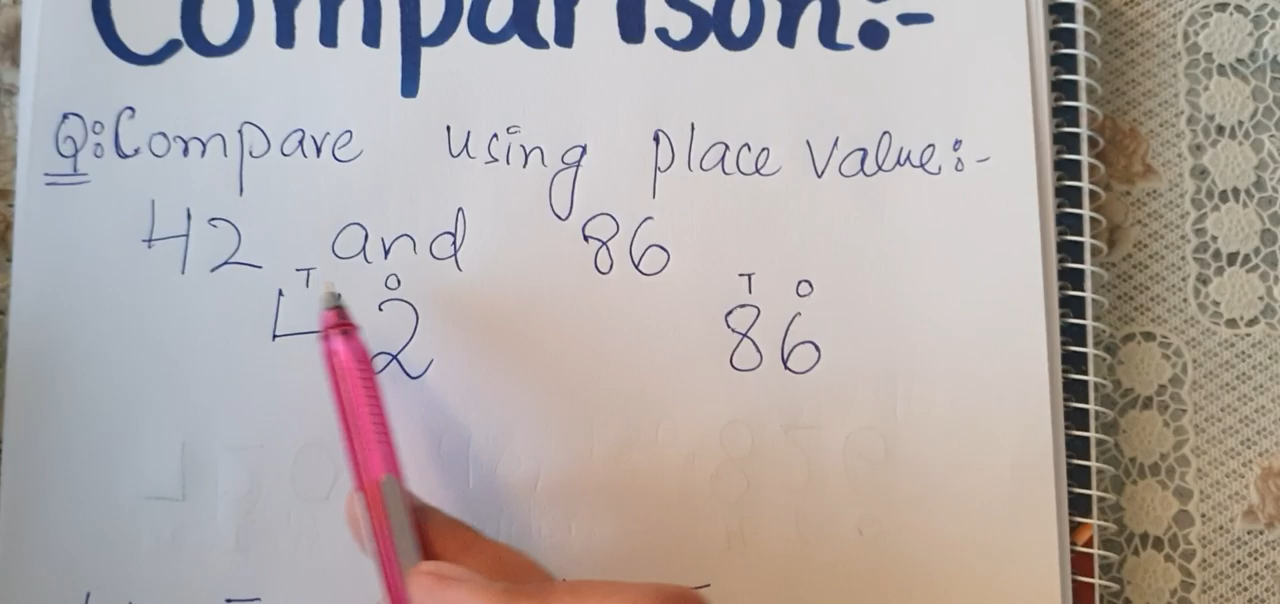 Comparison:-
Q: Compare using place value:-
42 and 86
T O T O
42 86